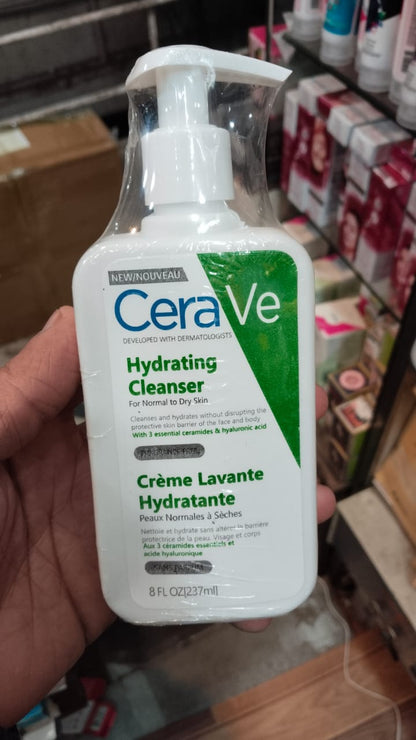 NEW/NOUVEAU
CeraVe
DEVELOPED WITH DERMATOLOGISTS
Hydrating
Cleanser
For Normal to Dry Skin
Cleanses and hydrates without disrupting the
protective skin barrier of the face and body
With 3 essential ceramides & hyaluronic acid
Crème Lavante
Hydratante
Peaux Normales à Sèches
Nettoie et hydrate sans altérer la barrière
protectrice de la peau. Visage et corps
Aux 3 céramides essentiels et
acide hyaluronique
SANS PARFUM
8 FL OZ[237ml]